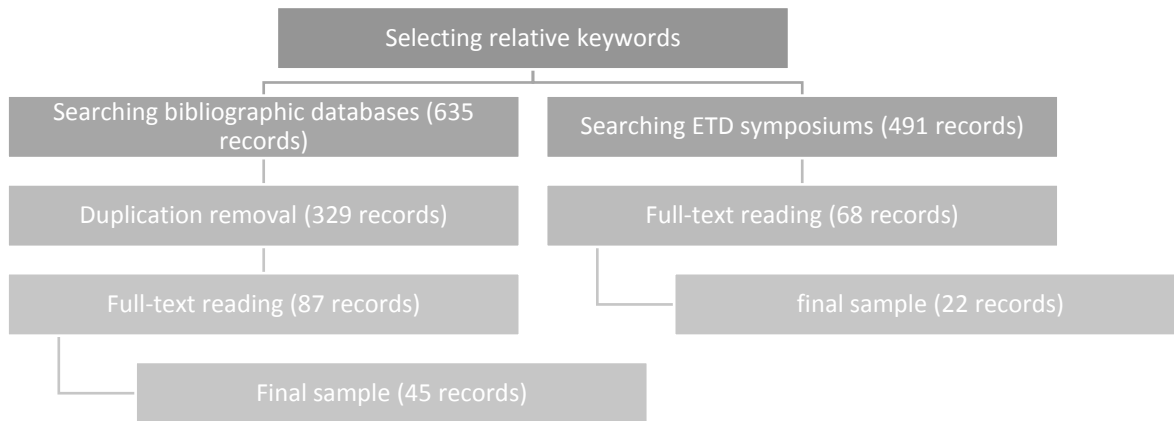 Selecting relative keywords
Searching bibliographic databases (635
records)
Searching ETD symposiums (491 records)
Duplication removal (329 records)
Full-text reading (68 records)
Full-text reading (87 records)
final sample (22 records)
Final sample (45 records)